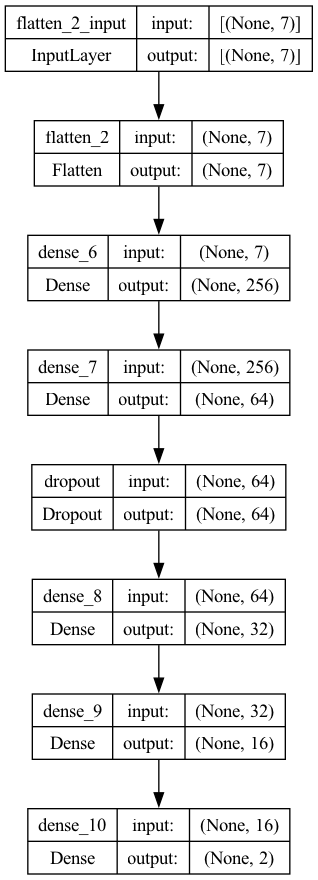 flatten_2_input input: [(None, 7)]
InputLayer output: [(None, 7)]
flatten_2 input: (None, 7)
Flatten output: (None, 7)
dense_6 input: (None, 7)
Dense output: (None, 256)
dense_7 input: (None, 256)
Dense output: (None, 64)
dropout input: (None, 64)
Dropout output: (None, 64)
dense_8 input: (None, 64)
Dense output: (None, 32)
dense_9 input: (None, 32)
Dense output: (None, 16)
dense_10 input: (None, 16)
Dense output: (None, 2)